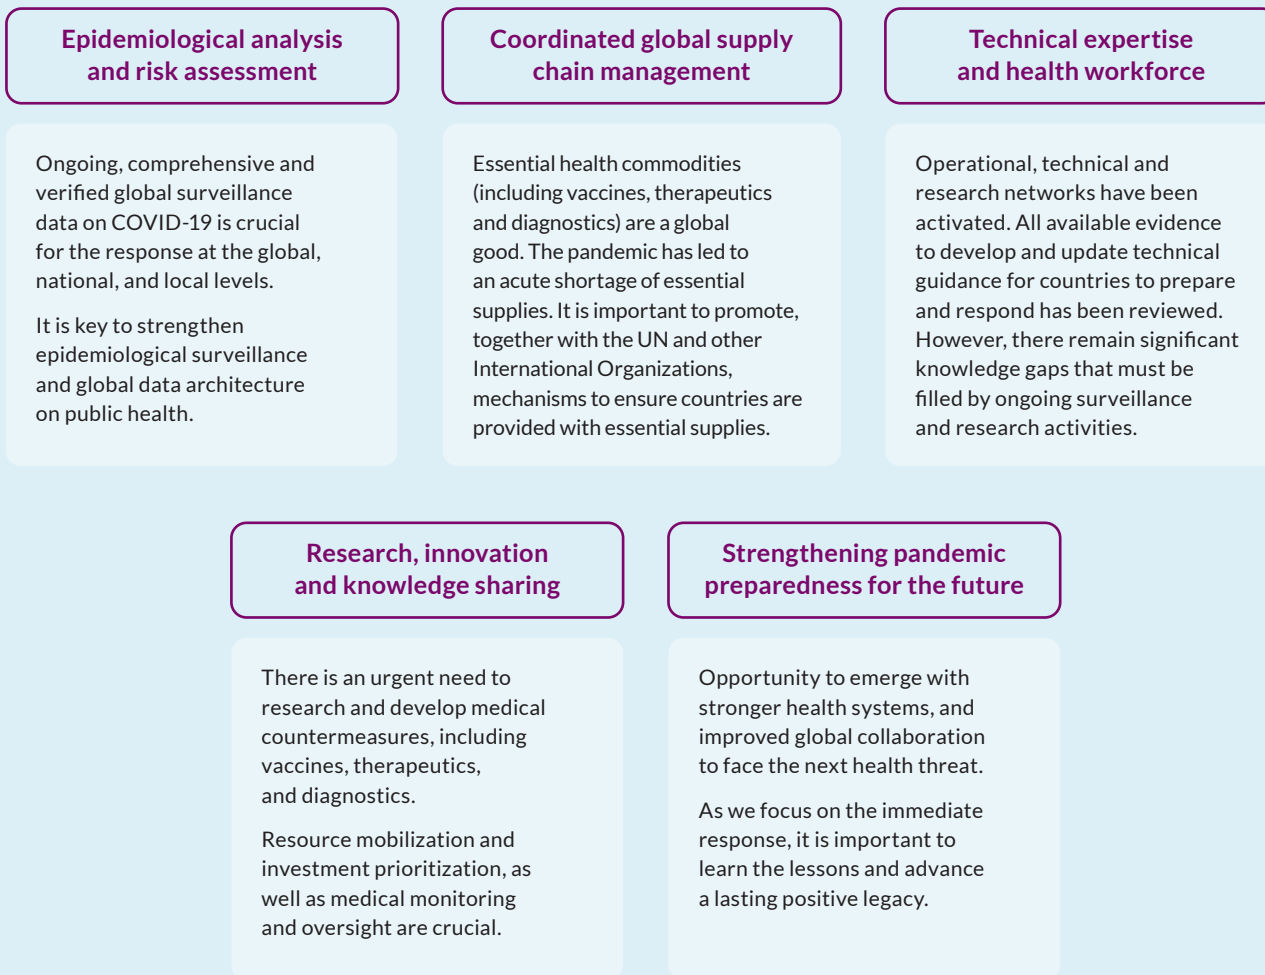 Epidemiological analysis
and risk assessment
Ongoing, comprehensive and
verified global surveillance
data on COVID-19 is crucial
for the response at the global,
national, and local levels.
It is key to strengthen
epidemiological surveillance
and global data architecture
on public health.
Coordinated global supply
chain management
Essential health commodities
(including vaccines, therapeutics
and diagnostics) are a global
good. The pandemic has led to
an acute shortage of essential
supplies. It is important to promote,
together with the UN and other
International Organizations,
mechanisms to ensure countries are
provided with essential supplies.
Technical expertise
and health workforce
Operational, technical and
research networks have been
activated. All available evidence
to develop and update technical
guidance for countries to prepare
and respond has been reviewed.
However, there remain significant
knowledge gaps that must be
filled by ongoing surveillance
and research activities.
Research, innovation
and knowledge sharing
There is an urgent need to
research and develop medical
countermeasures, including
vaccines, therapeutics,
and diagnostics.
Resource mobilization and
investment prioritization, as
well as medical monitoring
and oversight are crucial.
Strengthening pandemic
preparedness for the future
Opportunity to emerge with
stronger health systems, and
improved global collaboration
to face the next health threat.
As we focus on the immediate
response, it is important to
learn the lessons and advance
a lasting positive legacy.